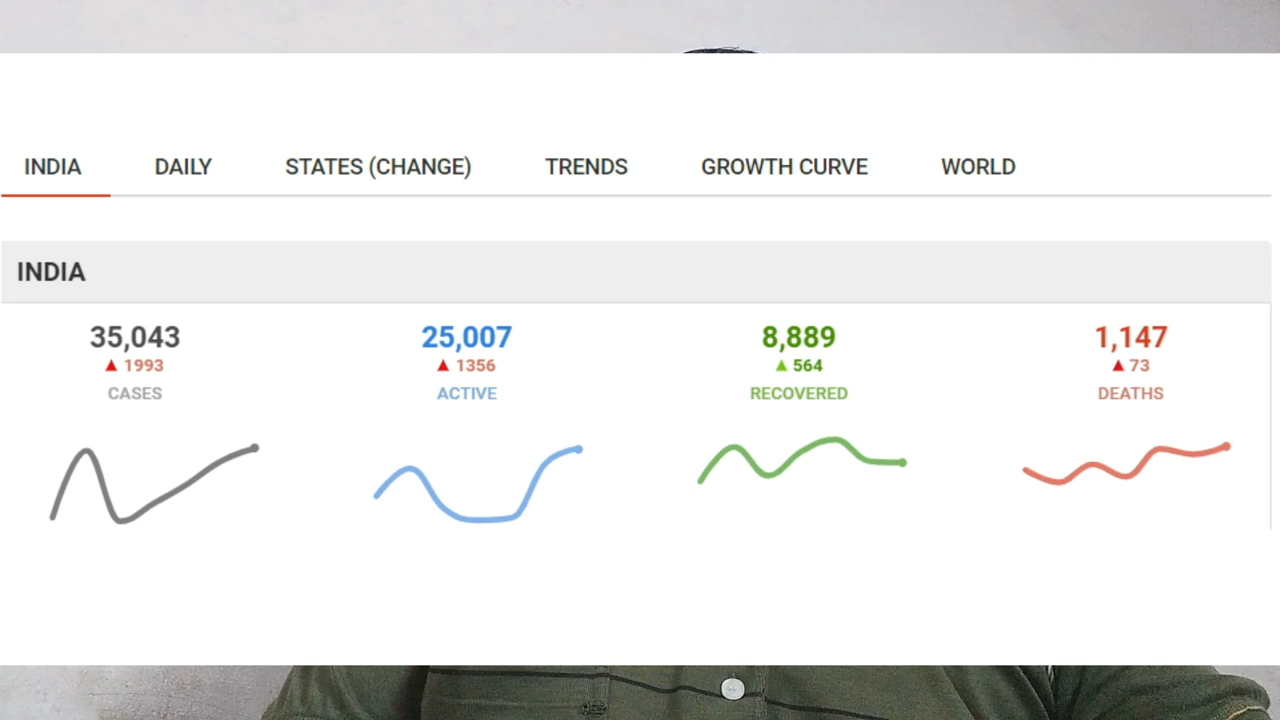 INDIA DAILY STATES (CHANGE) TRENDS GROWTH CURVE WORLD
INDIA
35,043 25,007 8,889 1,147
▲ 1993 ▲ 1356 ▲ 564 ▲ 73
CASES ACTIVE RECOVERED DEATHS